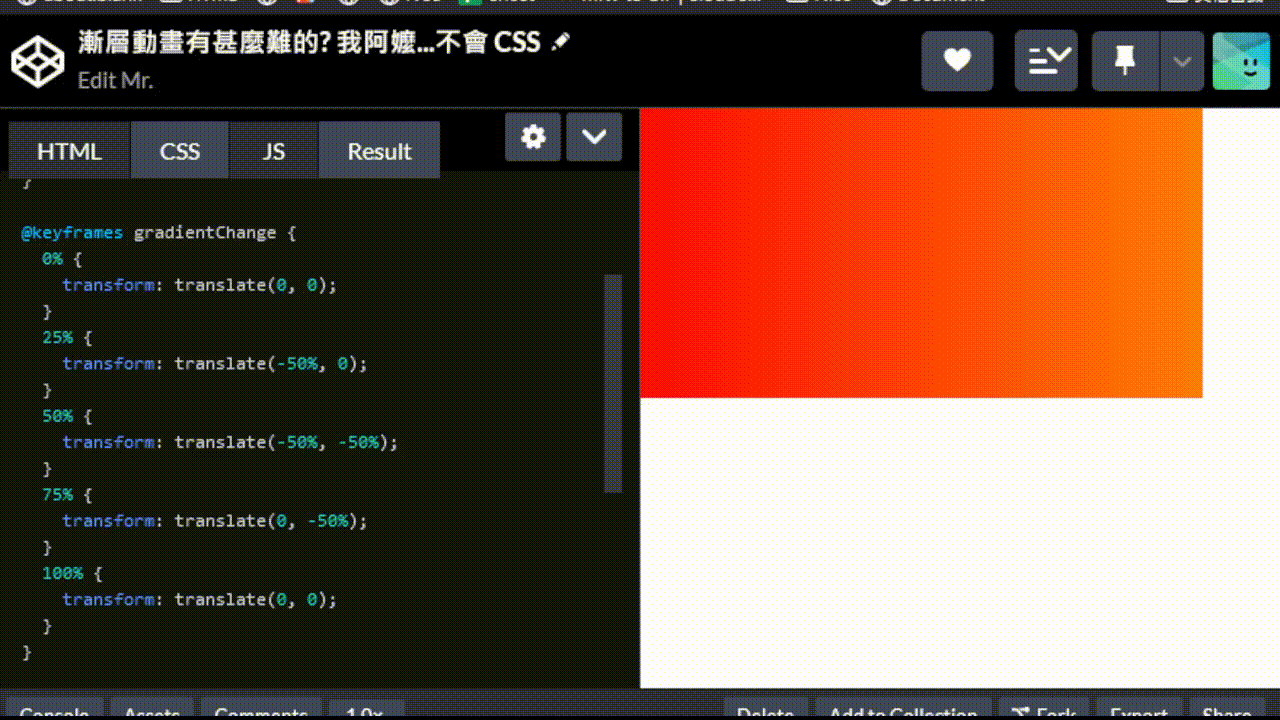 漸層動畫有甚麼難的? 我阿嬤...不會 CSS
Edit Mr.
HTML CSS JS Result
}
@keyframes gradientChange {
0% {
transform: translate(0, 0);
}
25% {
transform: translate(-50%, 0);
}
50% {
transform: translate(-50%, -50%);
}
75% {
transform: translate(0, -50%);
}
100% {
transform: translate(0, 0);
}
}
Console Assets Comments 1.0x Delete Add to Collection Fork Export Share